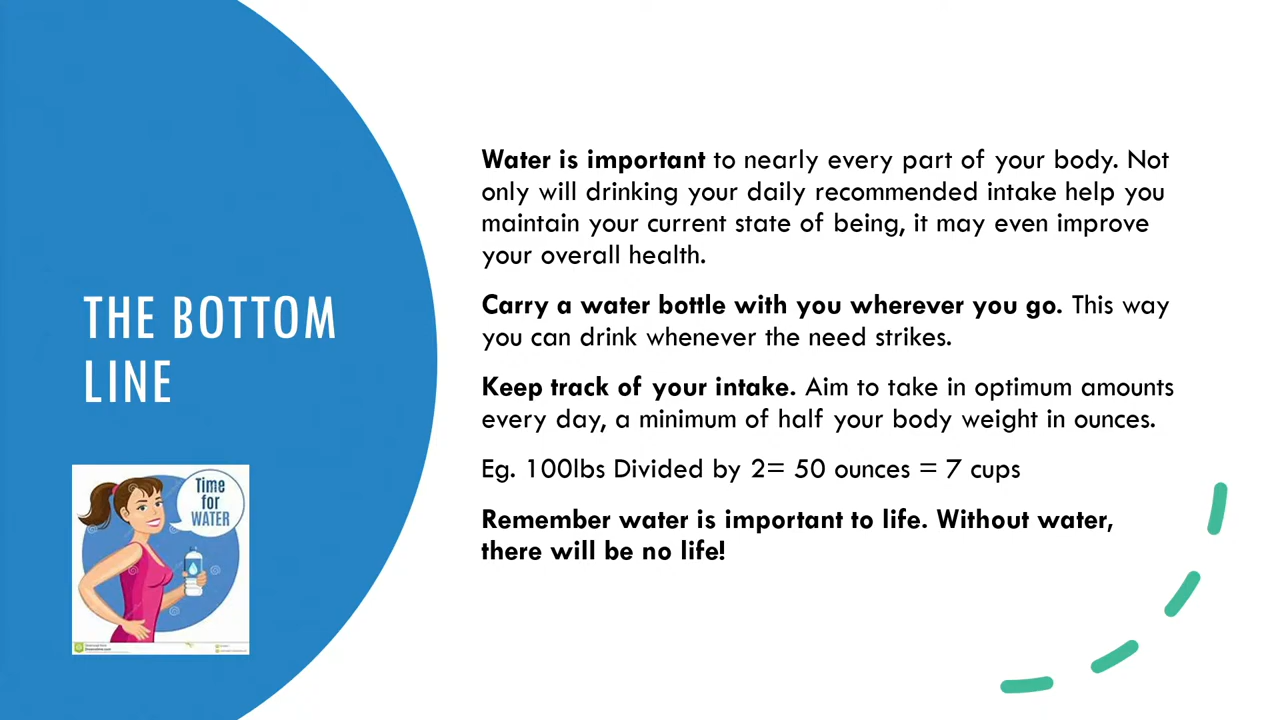 THE BOTTOM
LINE
Time
for
WATER
Water is important to nearly every part of your body. Not
only will drinking your daily recommended intake help you
maintain your current state of being, it may even improve
your overall health.
Carry a water bottle with you wherever you go. This way
you can drink whenever the need strikes.
Keep track of your intake. Aim to take in optimum amounts
every day, a minimum of half your body weight in ounces.
Eg. 100lbs Divided by 2= 50 ounces = 7 cups
Remember water is important to life. Without water,
there will be no life!